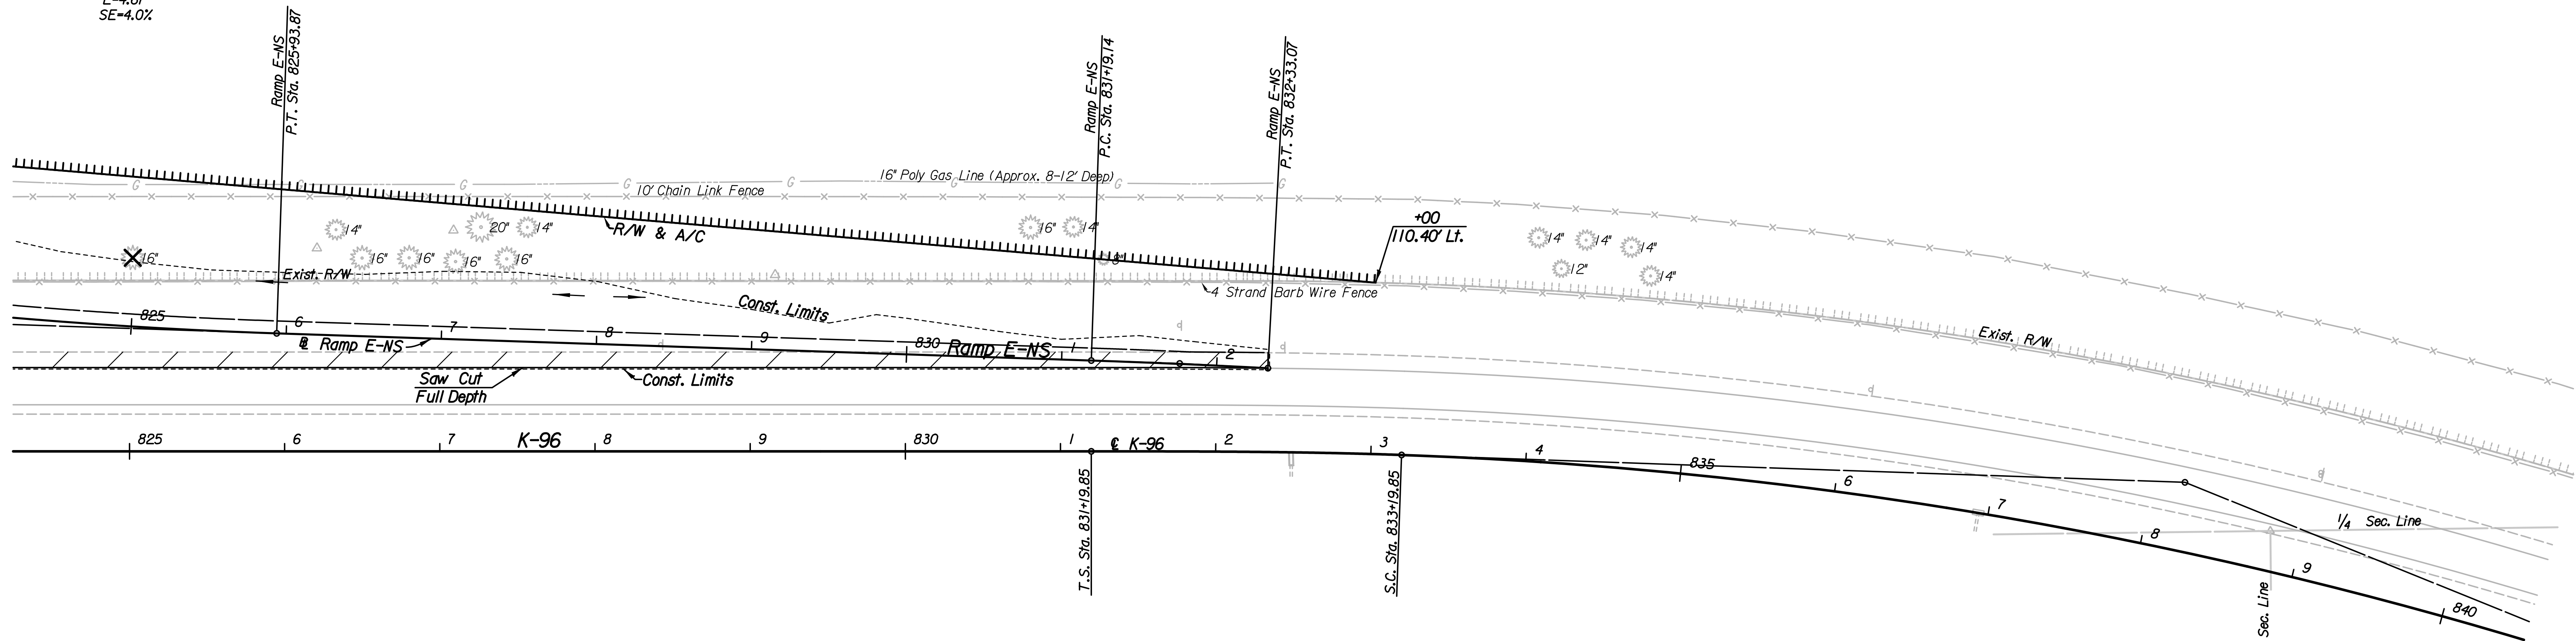 SE=4.0%
Ramp E-NS
P.T. Sta. 825+93.87
Ramp E-NS
P.C. Sta. 831+19.14
Ramp E-NS
P.T. Sta. 832+33.07
G G G G G G G G
16" Poly Gas Line (Approx. 8-12' Deep)
10' Chain Link Fence
+00
110.40' Lt.
R/W & A/C
14" 20" 14" 16" 14" 14" 14" 14"
16" 16" 16" 16" 16" 8" 12" 14"
Exist. R/W
4 Strand Barb Wire Fence
Const. Limits
Exist. R/W
825 6 7 8 9 830 1 2
℄ Ramp E-NS
Ramp E-NS
Saw Cut
Full Depth
Const. Limits
825 6 7 8 9 830 1 2 3 4 835 6 7 8 9 840
K-96
℄ K-96
T.S. Sta. 831+19.85
S.C. Sta. 833+19.85
1/4 Sec. Line
Sec. Line